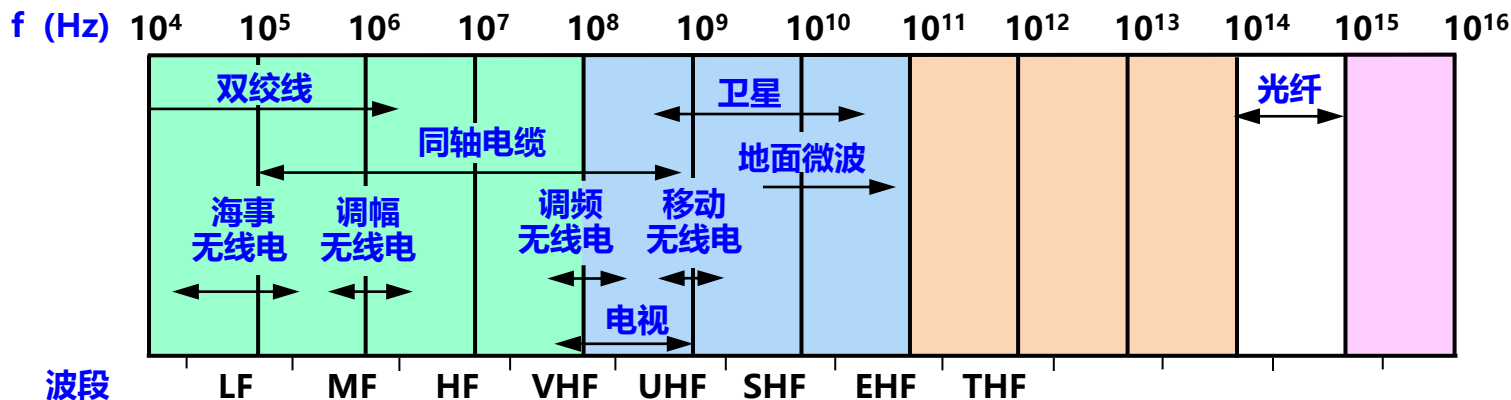 f (Hz) 10⁴ 10⁵ 10⁶ 10⁷ 10⁸ 10⁹ 10¹⁰ 10¹¹ 10¹² 10¹³ 10¹⁴ 10¹⁵ 10¹⁶
双绞线 卫星 光纤
同轴电缆 地面微波
海事 调幅 调频 移动
无线电 无线电 无线电 无线电
电视
波段 LF MF HF VHF UHF SHF EHF THF